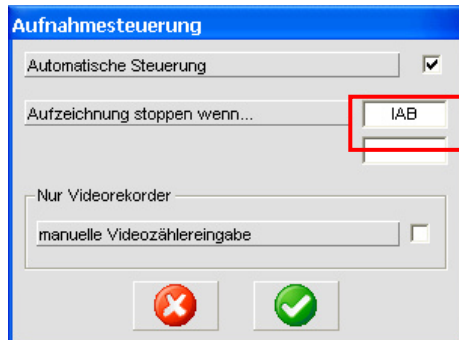 Aufnahmesteuerung
Automatische Steuerung
Aufzeichnung stoppen wenn... IAB
Nur Videorekorder
manuelle Videozählereingabe